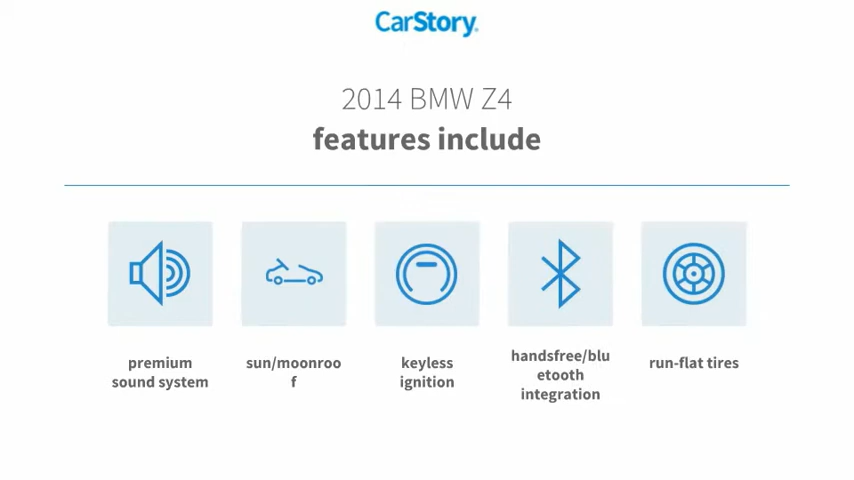 CarStory
2014 BMW Z4
features include
premium
sound system
sun/moonroo
f
keyless
ignition
handsfree/blu
etooth
integration
run-flat tires